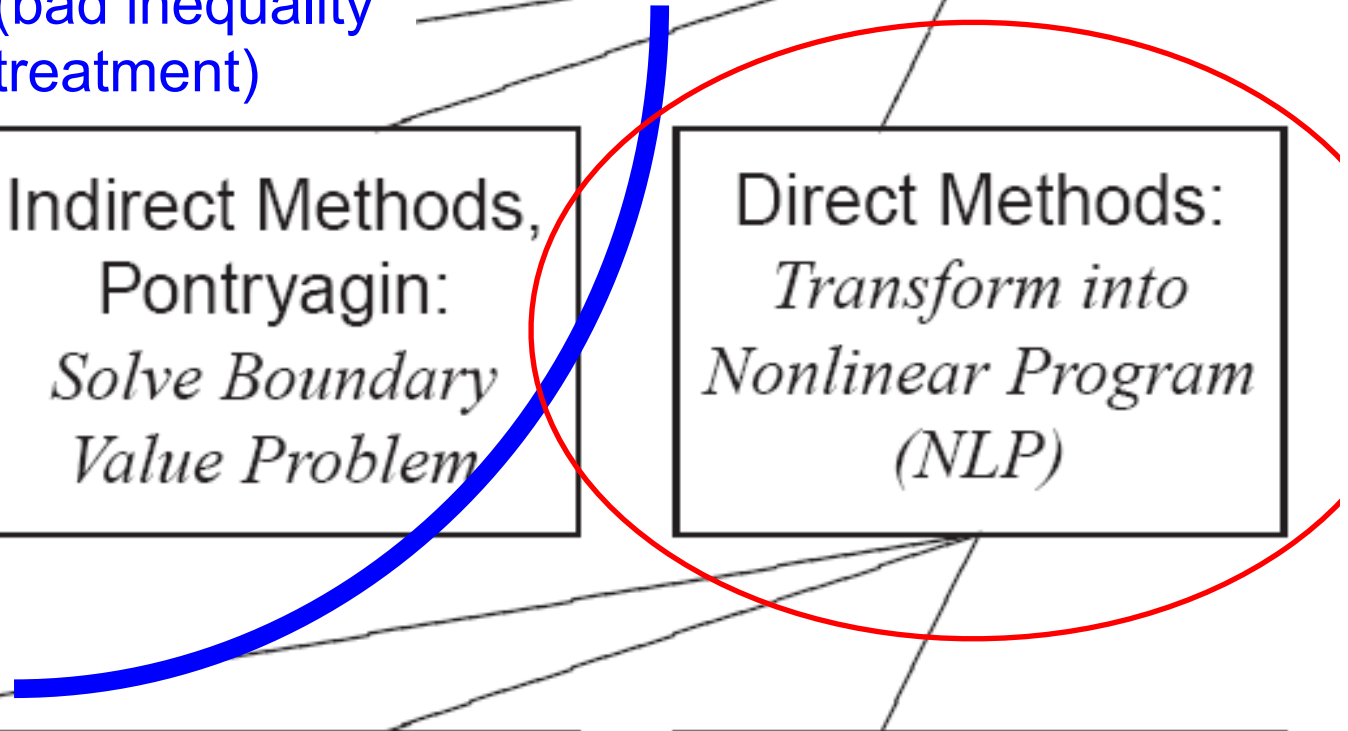 (bad inequality
treatment)
Indirect Methods,
Pontryagin:
Solve Boundary
Value Problem
Direct Methods:
Transform into
Nonlinear Program
(NLP)